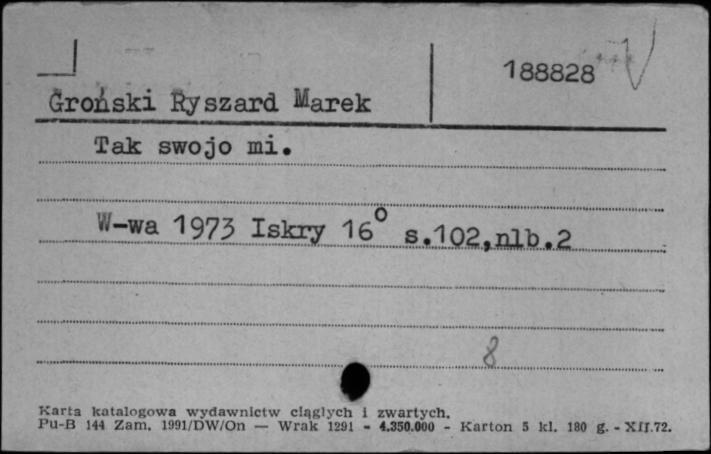 188828
Groński Ryszard Marek
Tak swojo mi.
W-wa 1973 Iskry 16° s.102,nlb.2
8
Karta katalogowa wydawnictw ciągłych i zwartych.
Pu-B 144 Zam. 1991/DW/On — Wrak 1291 - 4.350.000 - Karton 5 kl. 180 g. - XII.72.